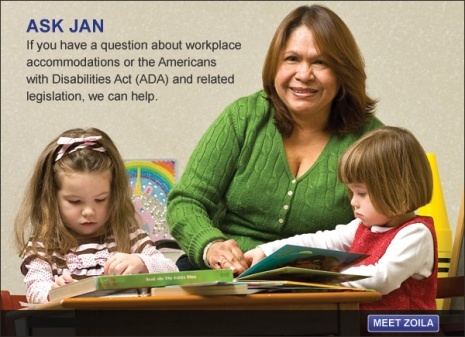 ASK JAN
If you have a question about workplace
accommodations or the Americans
with Disabilities Act (ADA) and related
legislation, we can help.
MEET ZOILA